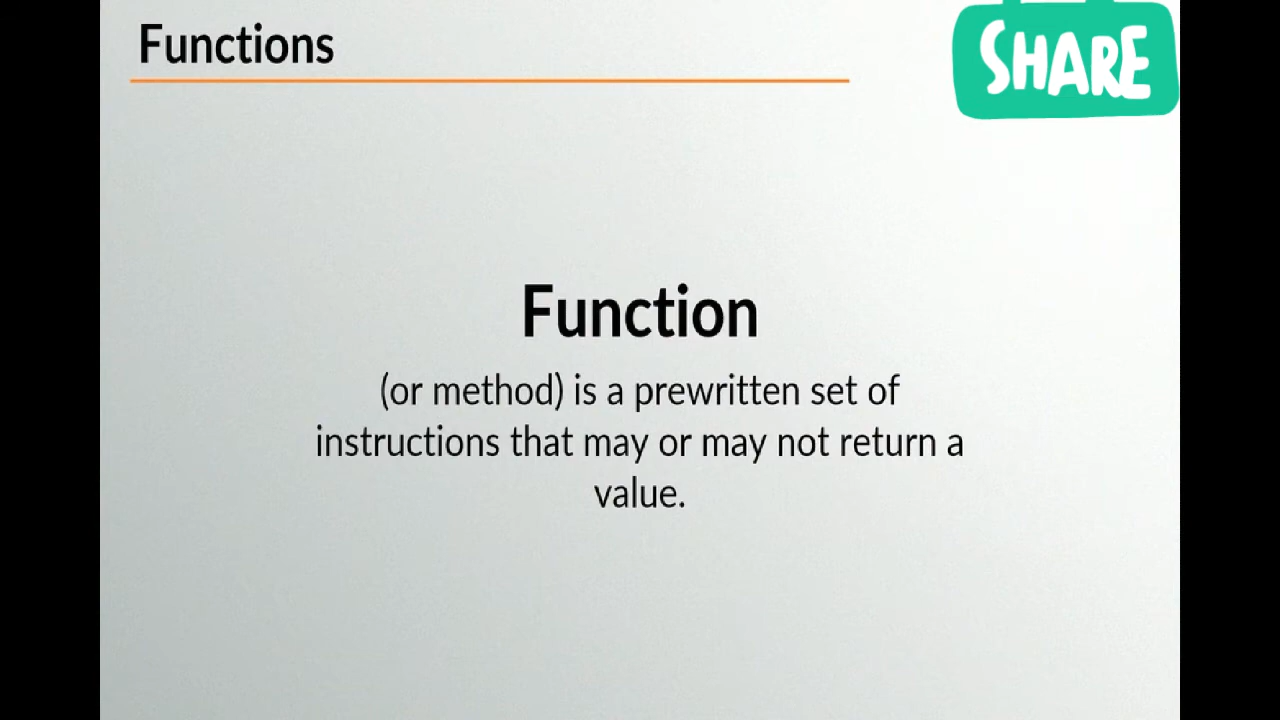 Functions
SHARE
Function
(or method) is a prewritten set of
instructions that may or may not return a
value.